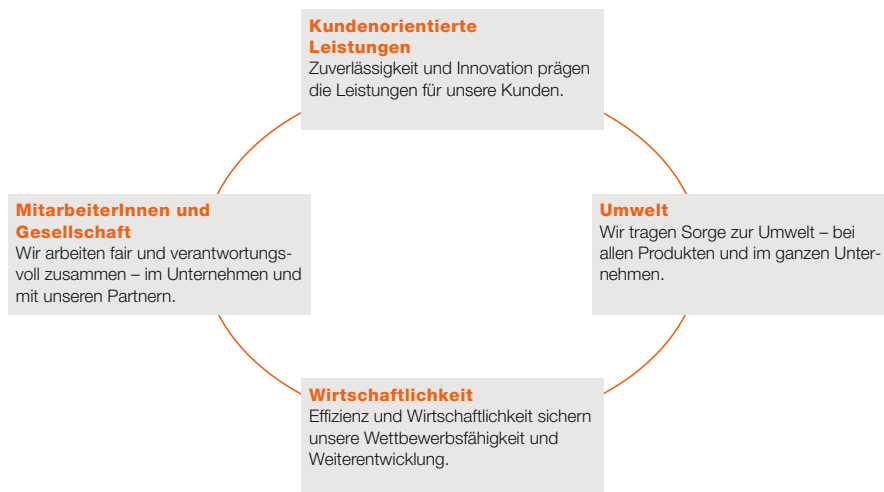 Kundenorientierte
Leistungen
Zuverlässigkeit und Innovation prägen
die Leistungen für unsere Kunden.
MitarbeiterInnen und
Gesellschaft
Wir arbeiten fair und verantwortungs-
voll zusammen – im Unternehmen und
mit unseren Partnern.
Umwelt
Wir tragen Sorge zur Umwelt – bei
allen Produkten und im ganzen Unter-
nehmen.
Wirtschaftlichkeit
Effizienz und Wirtschaftlichkeit sichern
unsere Wettbewerbsfähigkeit und
Weiterentwicklung.